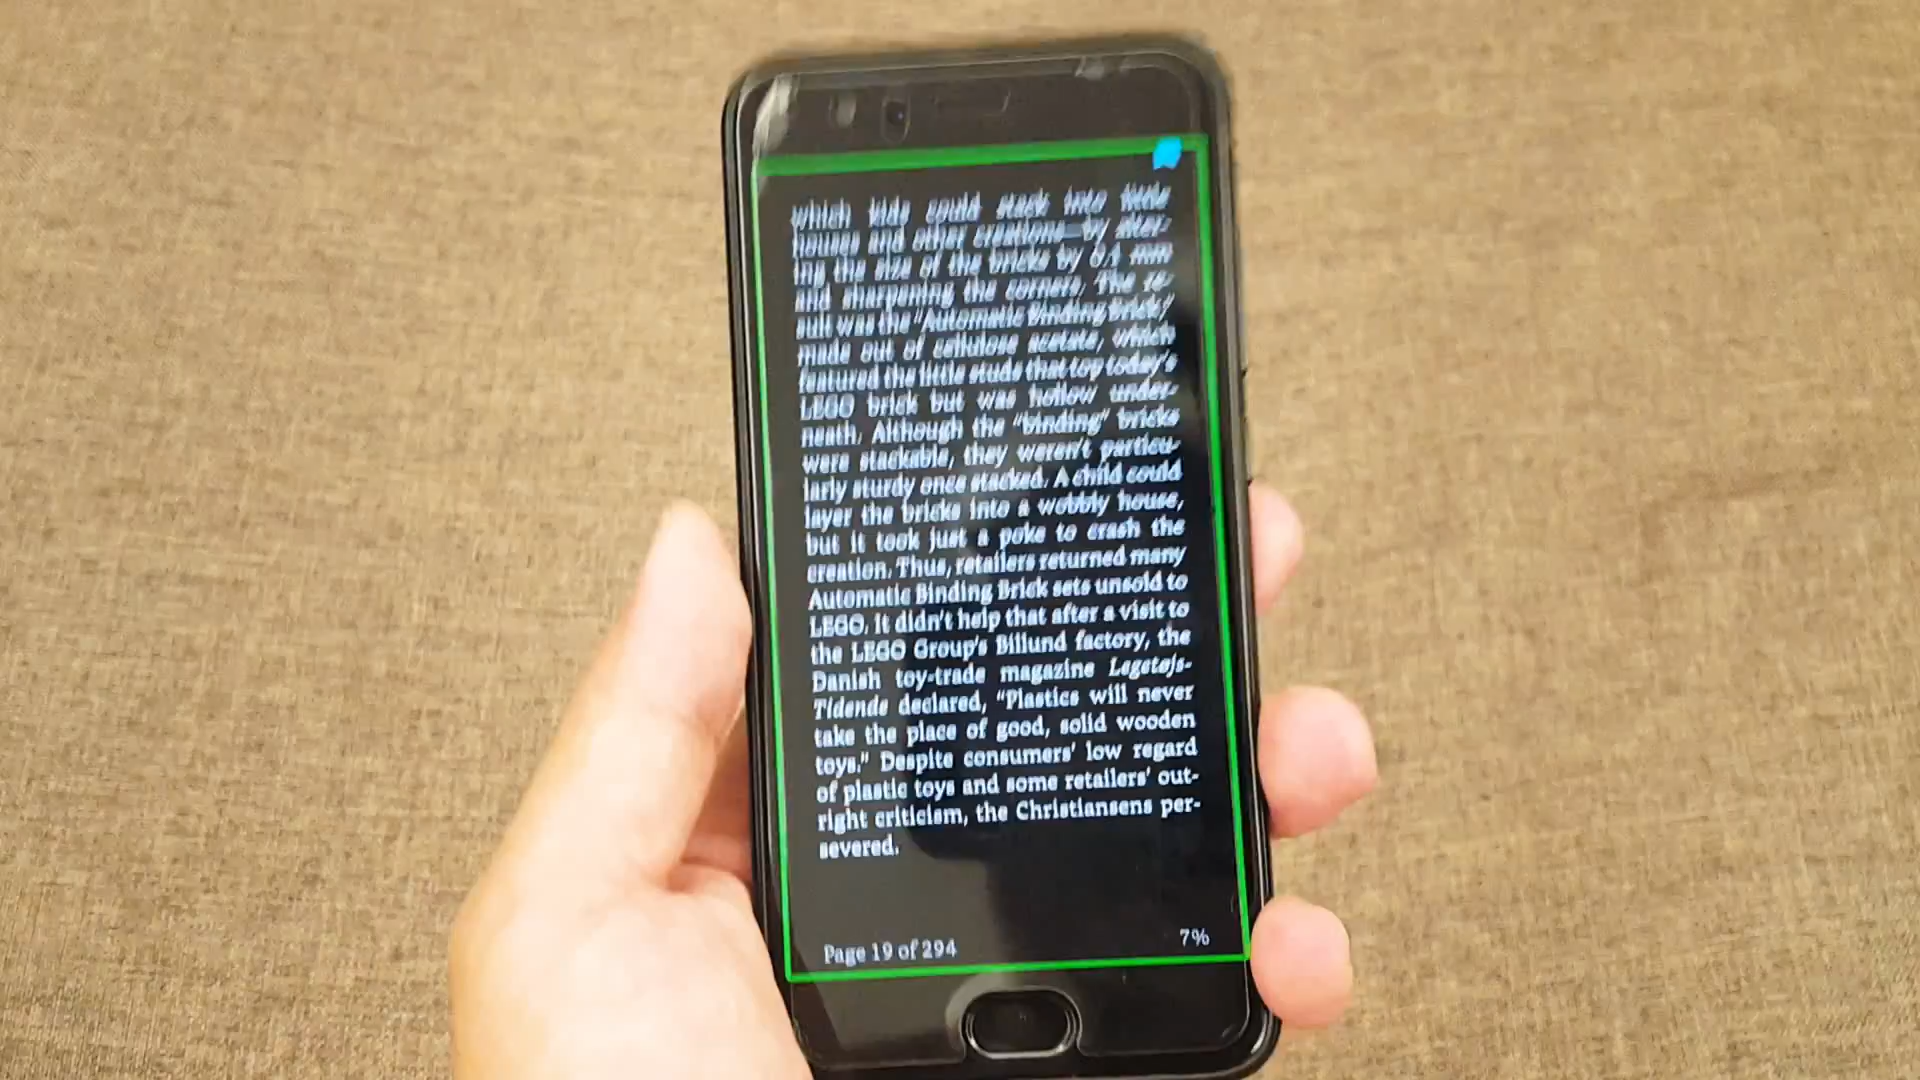 which kids could stack into little
houses and other creations—by alter-
ing the size of the bricks by 0.1 mm
and sharpening the corners. The re-
sult was the "Automatic Binding Brick,"
made out of cellulose acetate, which
featured the little studs that top today's
LEGO brick but was hollow under-
neath. Although the "binding" bricks
were stackable, they weren't particu-
larly sturdy once stacked. A child could
layer the bricks into a wobbly house,
but it took just a poke to crash the
creation. Thus, retailers returned many
Automatic Binding Brick sets unsold to
LEGO. It didn't help that after a visit to
the LEGO Group's Billund factory, the
Danish toy-trade magazine Legetøjs-
Tidende declared, "Plastics will never
take the place of good, solid wooden
toys." Despite consumers' low regard
of plastic toys and some retailers' out-
right criticism, the Christiansens per-
severed.
Page 19 of 294
7%